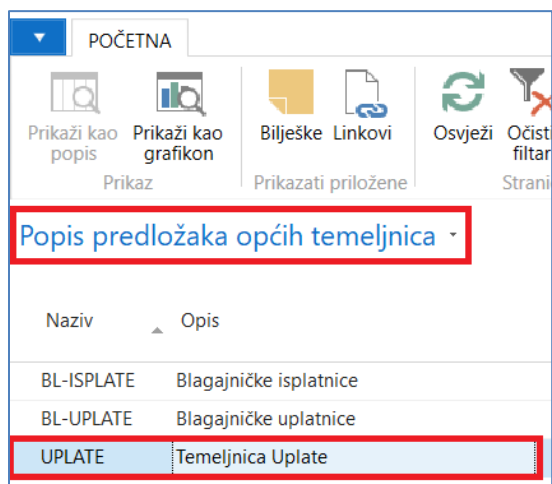 POČETNA
Prikaži kao popis
Prikaži kao grafikon
Bilješke
Linkovi
Osvježi
Očisti filtar
Prikaz
Prikazati priložene
Strani
Popis predložaka općih temeljnica
Naziv Opis
BL-ISPLATE Blagajničke isplatnice
BL-UPLATE Blagajničke uplatnice
UPLATE Temeljnica Uplate